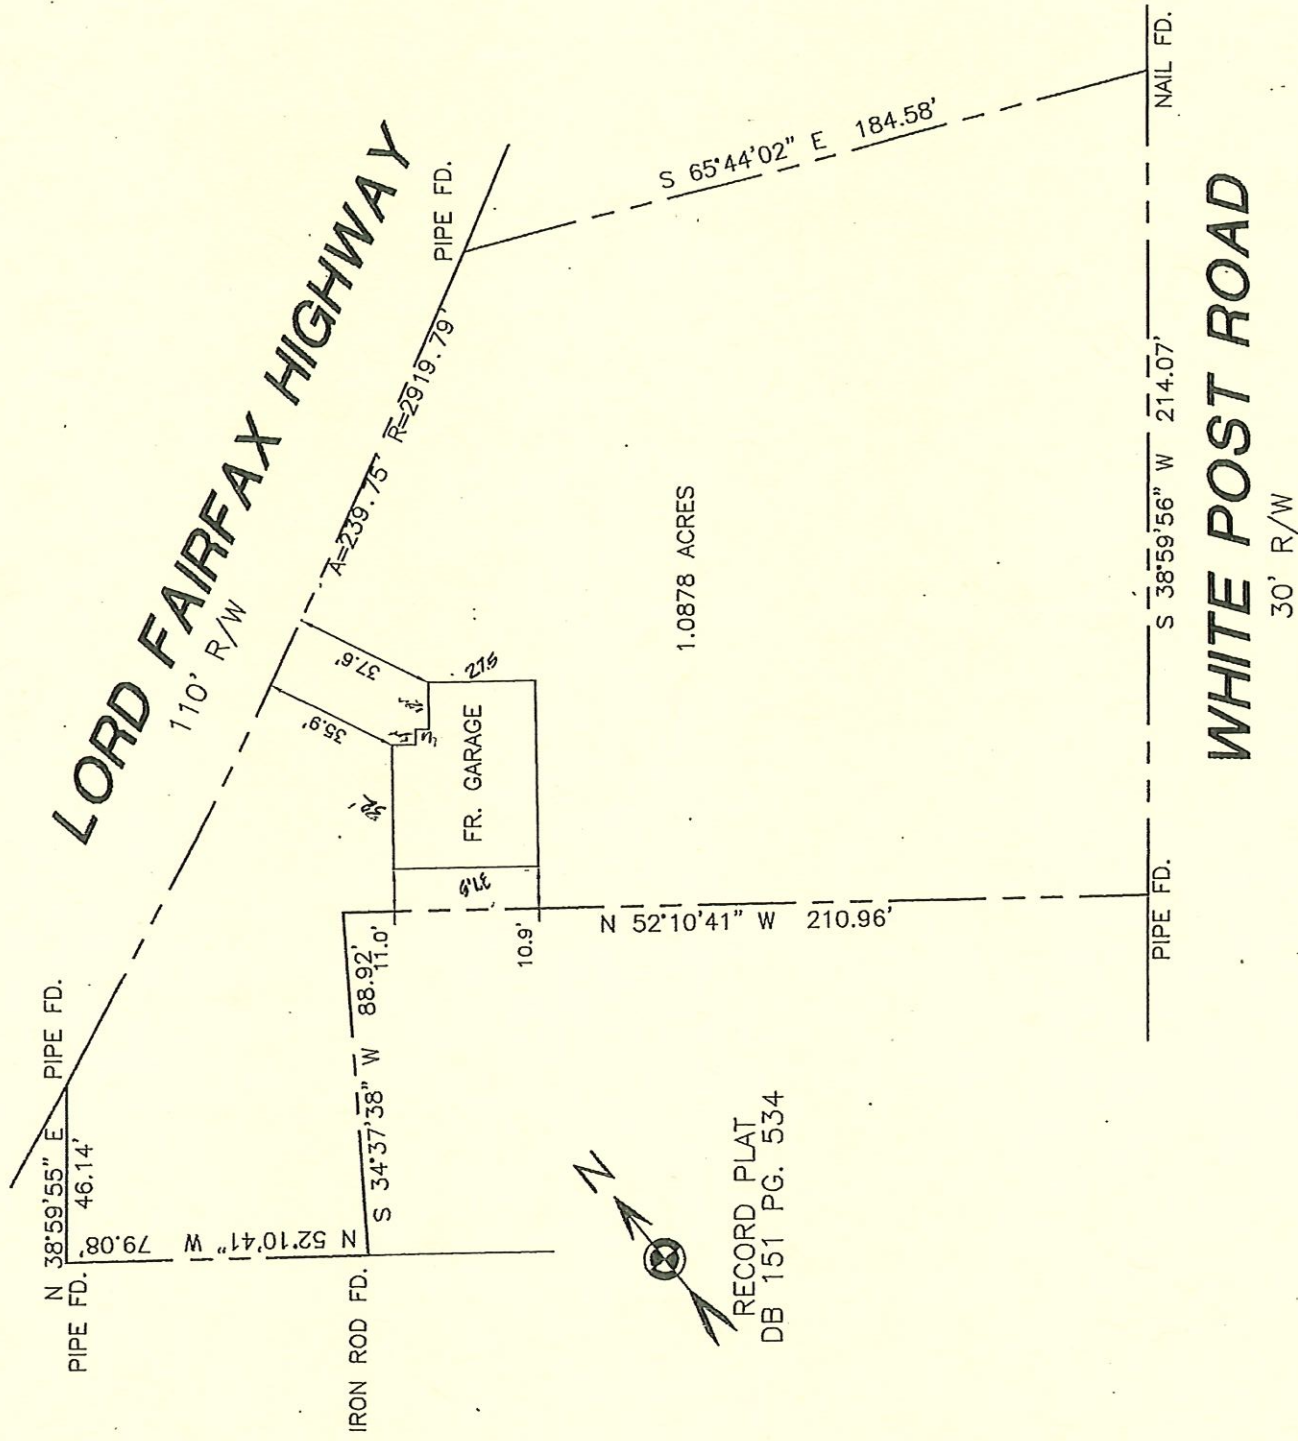 LORD FAIRFAX HIGHWAY
110' R/W
PIPE FD.
S 65°44'02" E 184.58'
NAIL FD.
A=239.75' R=2919.79'
37.6'
35.9'
27.5
FR. GARAGE
1.0878 ACRES
S 38°59'56" W 214.07'
WHITE POST ROAD
30' R/W
PIPE FD.
N 52°10'41" W 210.96'
11.0'
10.9'
PIPE FD.
N 38°59'55" E
46.14'
PIPE FD.
N 52°10'41" W 79.08'
S 34°37'38" W 88.92'
IRON ROD FD.
N
RECORD PLAT
DB 151 PG. 534